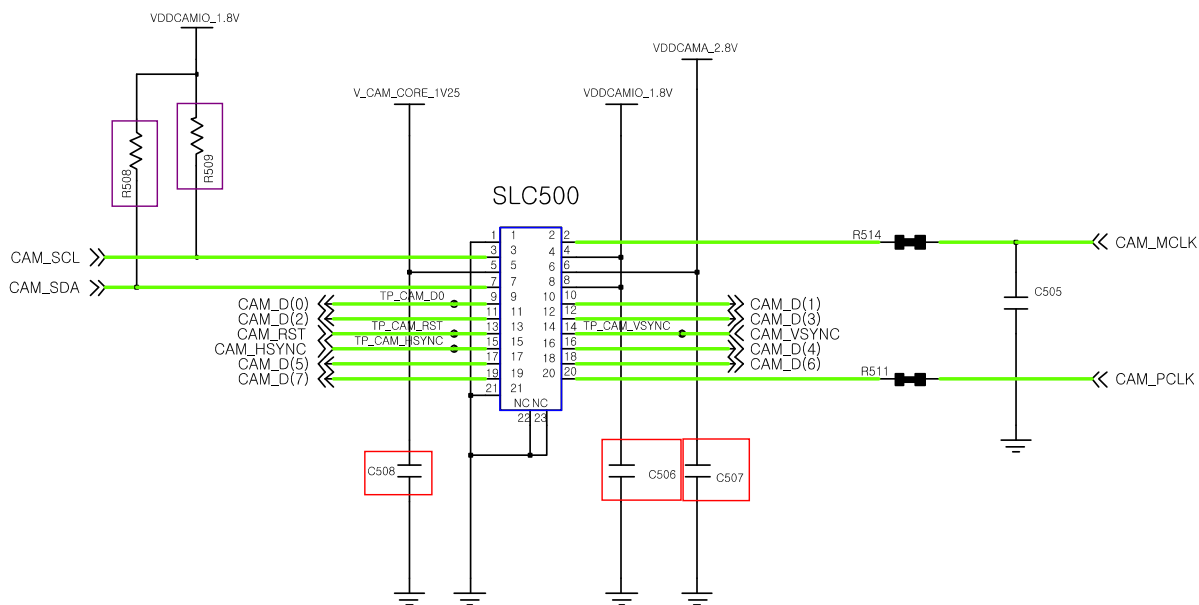 VDDCAMIO_1.8V
VDDCAMA_2.8V
V_CAM_CORE_1V25
VDDCAMIO_1.8V
R508
R509
SLC500
CAM_SCL
CAM_SDA
CAM_D(0)
CAM_D(2)
CAM_RST
CAM_HSYNC
CAM_D(5)
CAM_D(7)
TP_CAM_D0
TP_CAM_RST
TP_CAM_HSYNC
1 1 2 2
3 3 4 4
5 5 6 6
7 7 8 8
9 9 10 10
11 11 12 12
13 13 14 14
15 15 16 16
17 17 18 18
19 19 20 20
21 21
NC NC
22 23
TP_CAM_VSYNC
CAM_D(1)
CAM_D(3)
CAM_VSYNC
CAM_D(4)
CAM_D(6)
R514
CAM_MCLK
C505
R511
CAM_PCLK
C508
C506
C507